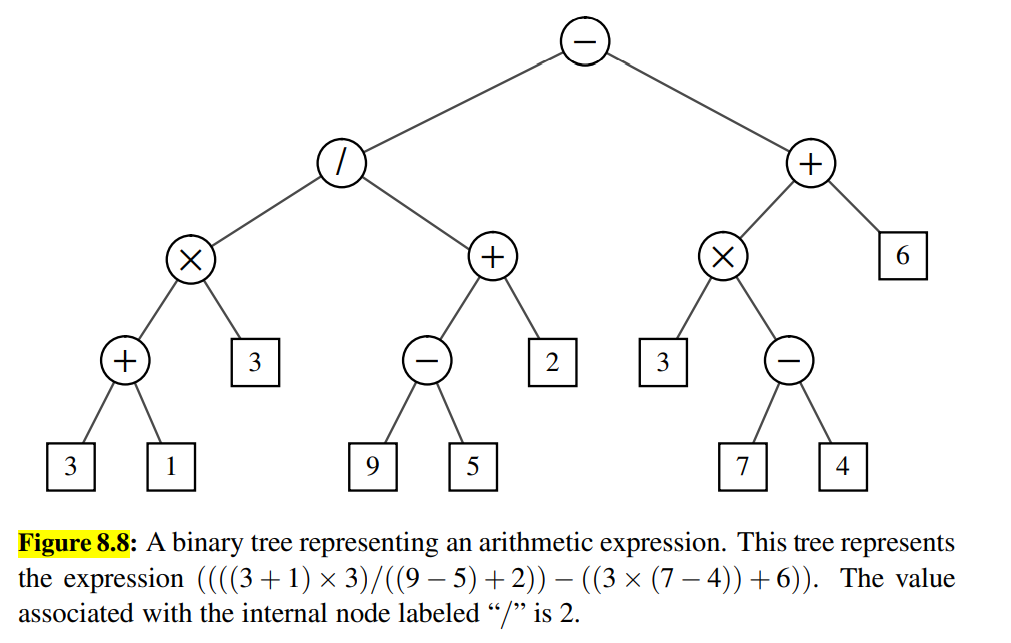 −
/ +
× + × 6
+ 3 − 2 3 −
3 1 9 5 7 4
Figure 8.8: A binary tree representing an arithmetic expression. This tree represents
the expression ((((3 + 1) × 3)/((9 − 5) + 2)) − ((3 × (7 − 4)) + 6)). The value
associated with the internal node labeled “/” is 2.